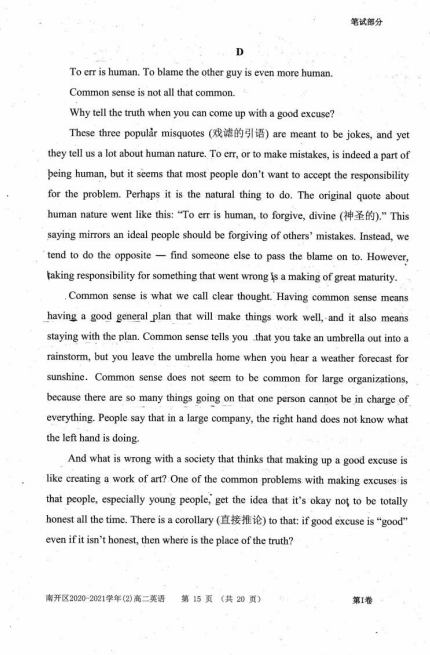 笔试部分
D
To err is human. To blame the other guy is even more human.
Common sense is not all that common.
Why tell the truth when you can come up with a good excuse?
These three popular misquotes (戏谑的引语) are meant to be jokes, and yet
they tell us a lot about human nature. To err, or to make mistakes, is indeed a part of
being human, but it seems that most people don't want to accept the responsibility
for the problem. Perhaps it is the natural thing to do. The original quote about
human nature went like this: "To err is human, to forgive, divine (神圣的)." This
saying mirrors an ideal people should be forgiving of others' mistakes. Instead, we
tend to do the opposite — find someone else to pass the blame on to. However,
taking responsibility for something that went wrong is a making of great maturity.
Common sense is what we call clear thought. Having common sense means
having a good general plan that will make things work well, and it also means
staying with the plan. Common sense tells you that you take an umbrella out into a
rainstorm, but you leave the umbrella home when you hear a weather forecast for
sunshine. Common sense does not seem to be common for large organizations,
because there are so many things going on that one person cannot be in charge of
everything. People say that in a large company, the right hand does not know what
the left hand is doing.
And what is wrong with a society that thinks that making up a good excuse is
like creating a work of art? One of the common problems with making excuses is
that people, especially young people, get the idea that it's okay not to be totally
honest all the time. There is a corollary (直接推论) to that: if good excuse is "good"
even if it isn't honest, then where is the place of the truth?
南开区2020-2021学年(2)高二英语 第 15 页 (共 20 页) 第I卷